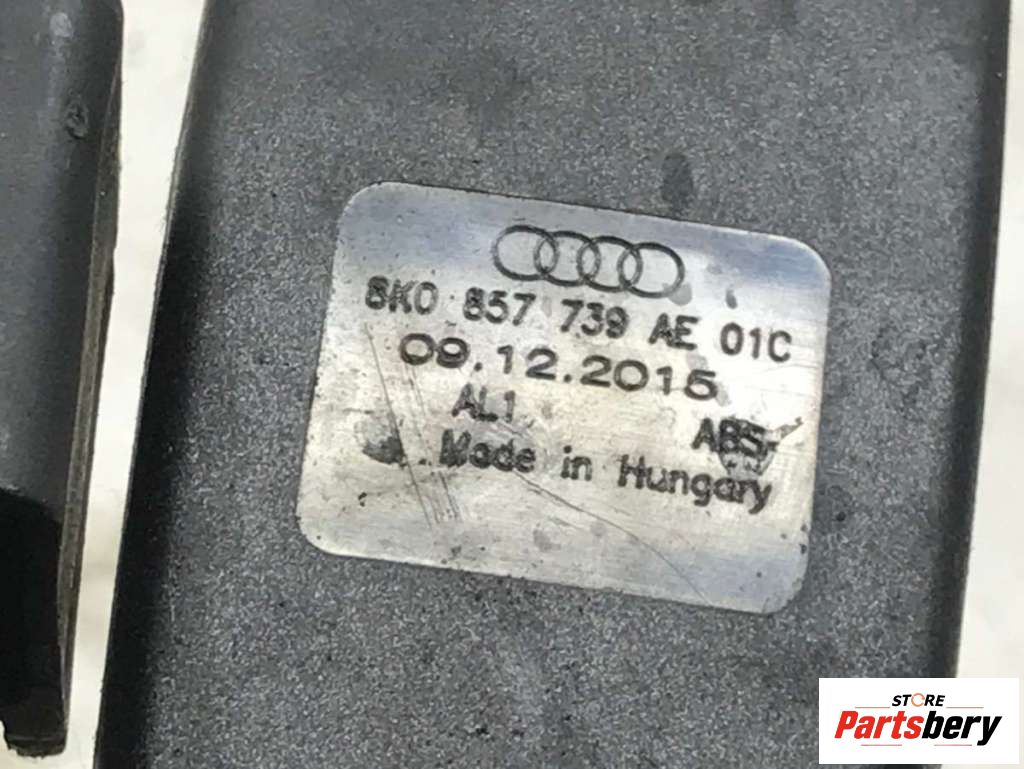 8K0 857 739 AE 01C
09.12.2015
AL1 ABS-
Made in Hungary
STORE
Partsbery